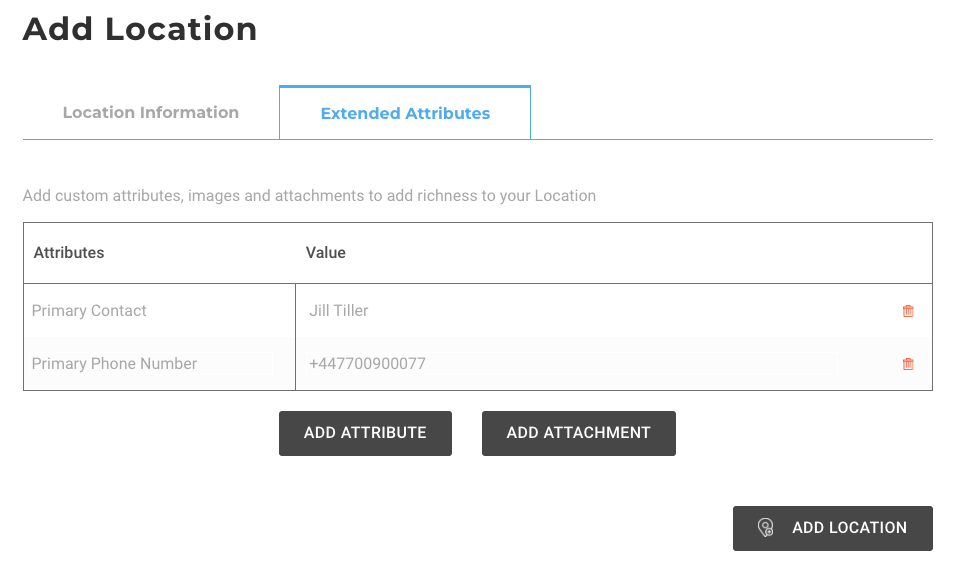 Add Location
Location Information Extended Attributes
Add custom attributes, images and attachments to add richness to your Location
Attributes Value
Primary Contact Jill Tiller
Primary Phone Number +447700900077
ADD ATTRIBUTE ADD ATTACHMENT
ADD LOCATION